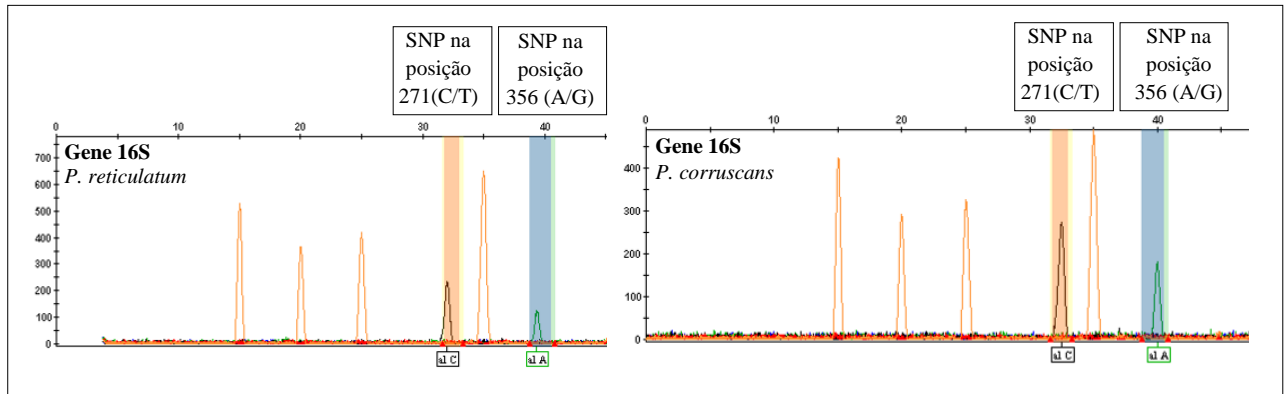 SNP na
posição
271(C/T)
SNP na
posição
356 (A/G)
0 10 20 30 40
700
600
500
400
300
200
100
0
Gene 16S
P. reticulatum
al C
al A
SNP na
posição
271(C/T)
SNP na
posição
356 (A/G)
0 10 20 30 40
400
300
200
100
0
Gene 16S
P. corruscans
al C
al A